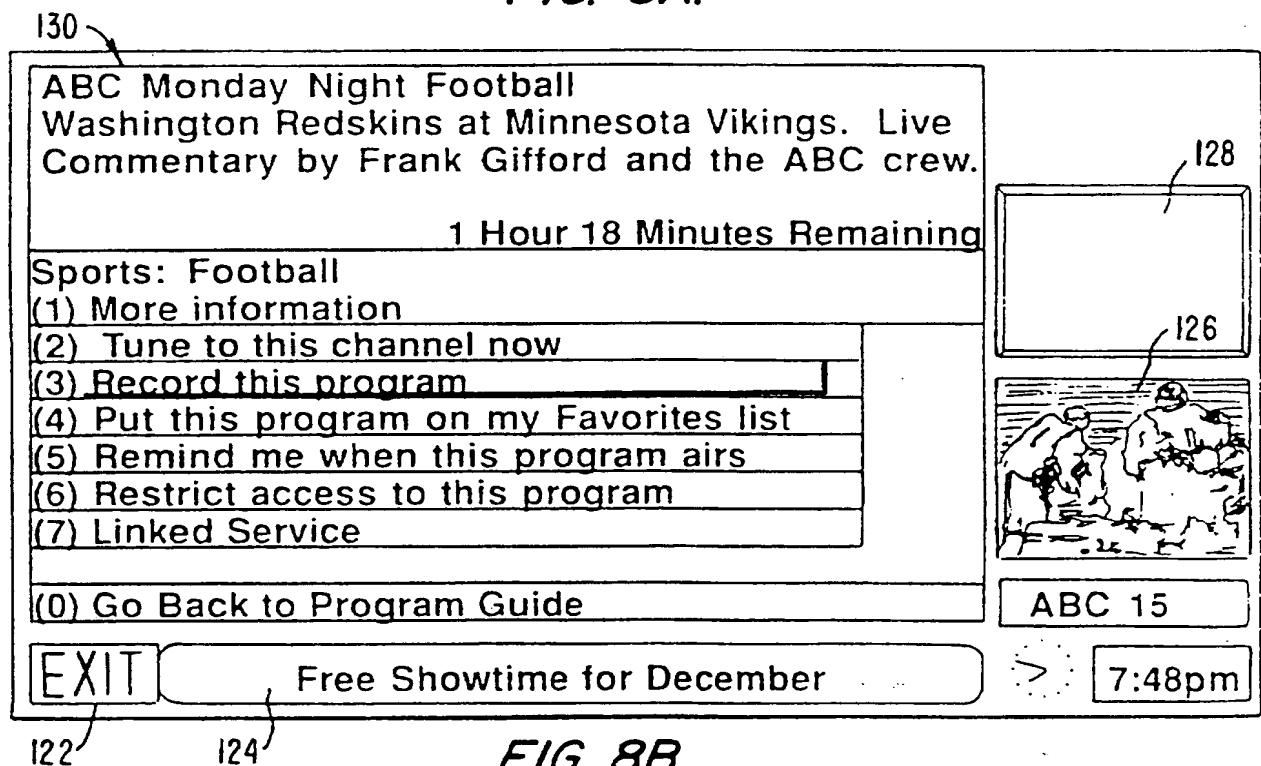 130
ABC Monday Night Football
Washington Redskins at Minnesota Vikings. Live
Commentary by Frank Gifford and the ABC crew.
1 Hour 18 Minutes Remaining
128
Sports: Football
(1) More information
(2) Tune to this channel now
126
(3) Record this program
(4) Put this program on my Favorites list
(5) Remind me when this program airs
(6) Restrict access to this program
(7) Linked Service
(0) Go Back to Program Guide
ABC 15
EXIT
Free Showtime for December
7:48pm
122
124
FIG. 8B.